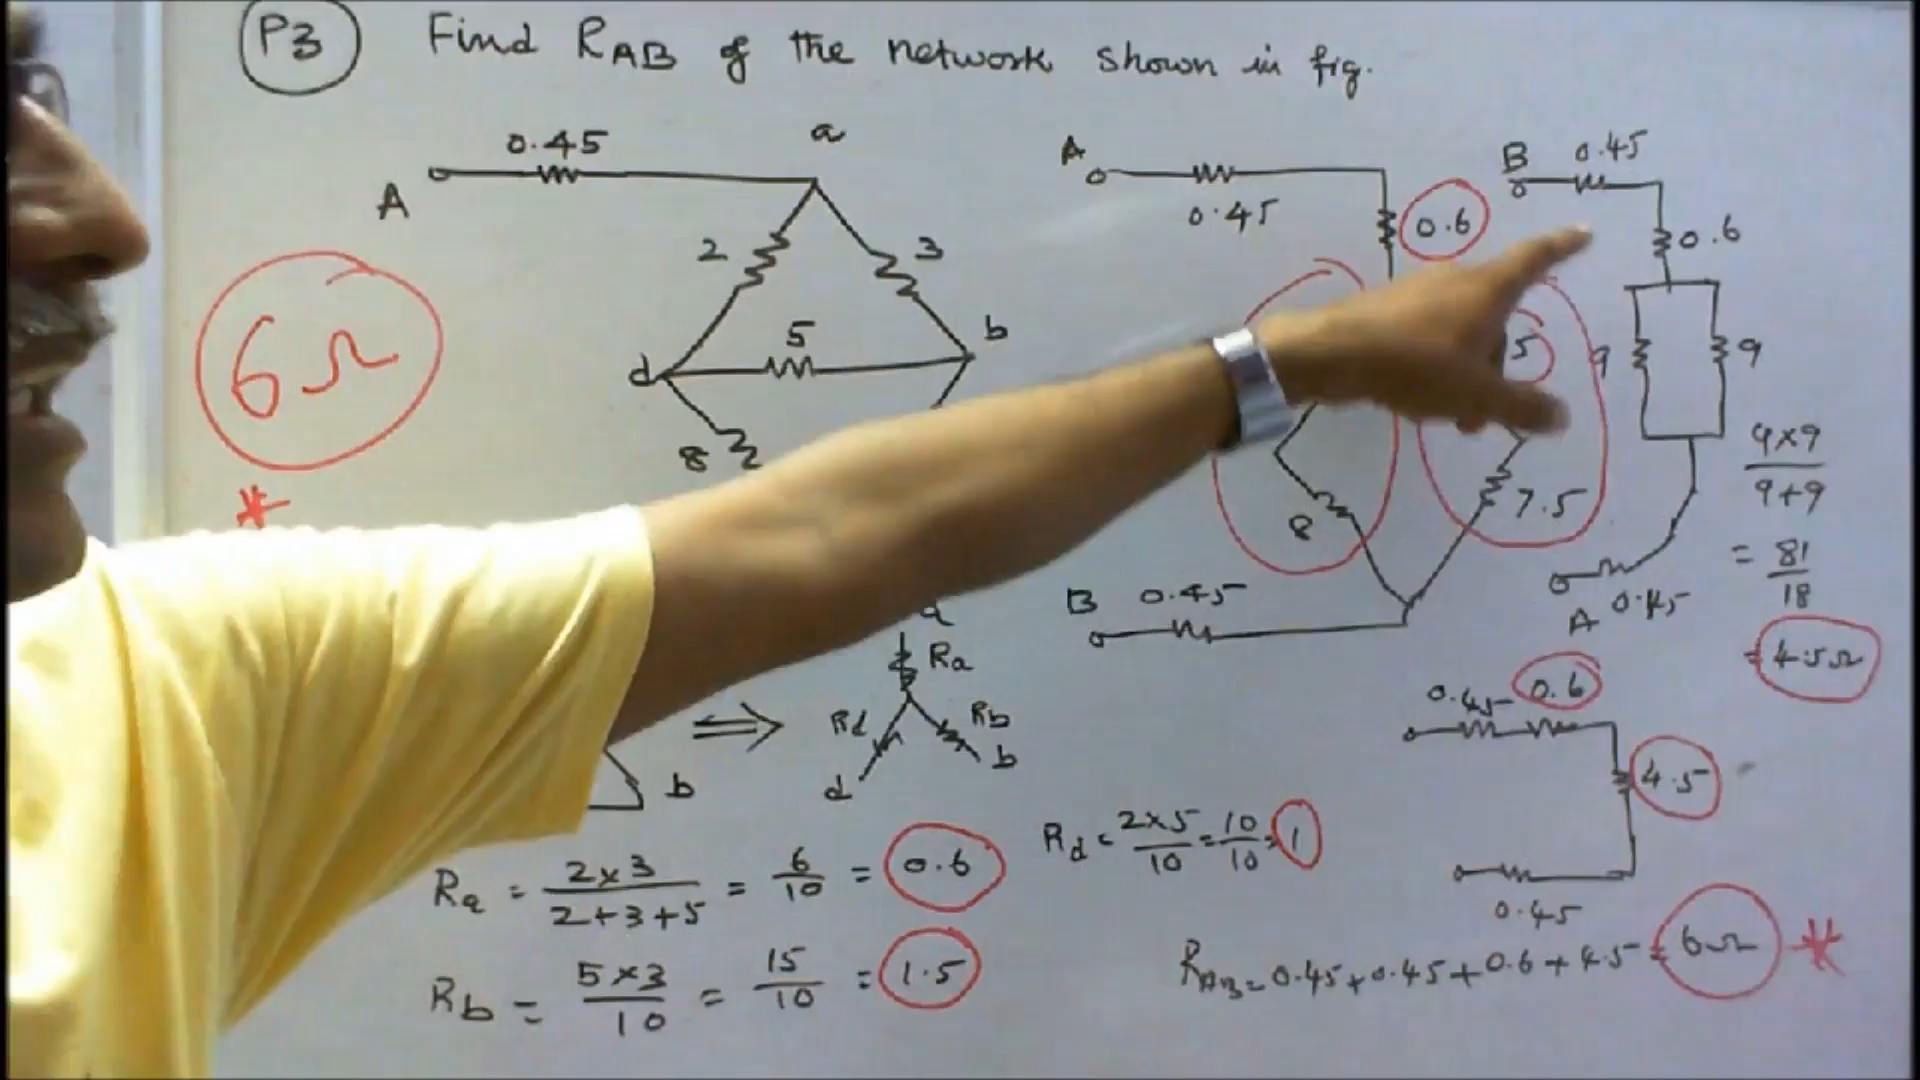 P3 Find RAB of the network shown in fig.
0.45
a
A
2
3
5
b
d
8
6Ω
*
A
0.45
0.6
5
8
7.5
B 0.45
B 0.45
0.6
9
9
A 0.45
9×9
9+9
= 81
18
= 4.5Ω
a
Ra
Rd
Rb
d
b
b
⇒
0.45 0.6
4.5
0.45
Ra = 2×3 / 2+3+5 = 6/10 = 0.6
Rb = 5×3 / 10 = 15/10 = 1.5
Rd = 2×5 / 10 = 10/10 = 1
RAB = 0.45+0.45+0.6+4.5 = 6Ω *